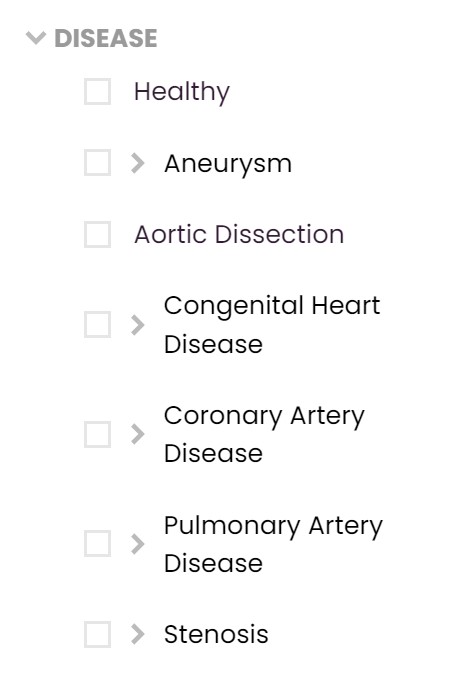 DISEASE
Healthy
Aneurysm
Aortic Dissection
Congenital Heart
Disease
Coronary Artery
Disease
Pulmonary Artery
Disease
Stenosis